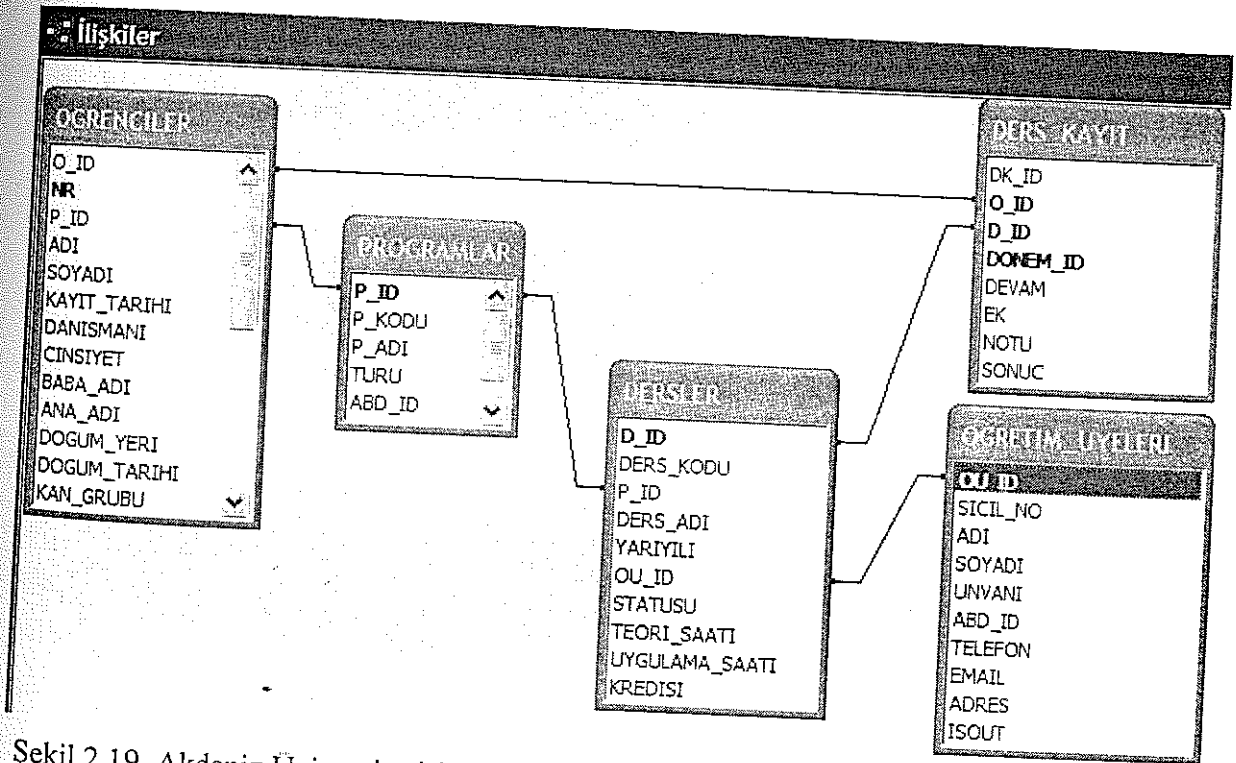 İlişkiler
OGRENCILER
O_ID
NR
P_ID
ADI
SOYADI
KAYIT_TARIHI
DANISMANI
CINSIYET
BABA_ADI
ANA_ADI
DOGUM_YERI
DOGUM_TARIHI
KAN_GRUBU
PROGRAMLAR
P_ID
P_KODU
P_ADI
TURU
ABD_ID
DERSLER
D_ID
DERS_KODU
P_ID
DERS_ADI
YARIYILI
OU_ID
STATUSU
TEORI_SAATI
UYGULAMA_SAATI
KREDISI
DERS_KAYIT
DK_ID
O_ID
D_ID
DONEM_ID
DEVAM
EK
NOTU
SONUC
OGRETIM_UYELERI
OU_ID
SICIL_NO
ADI
SOYADI
UNVANI
ABD_ID
TELEFON
EMAIL
ADRES
ISOUT
Şekil 2.19. Akdeniz